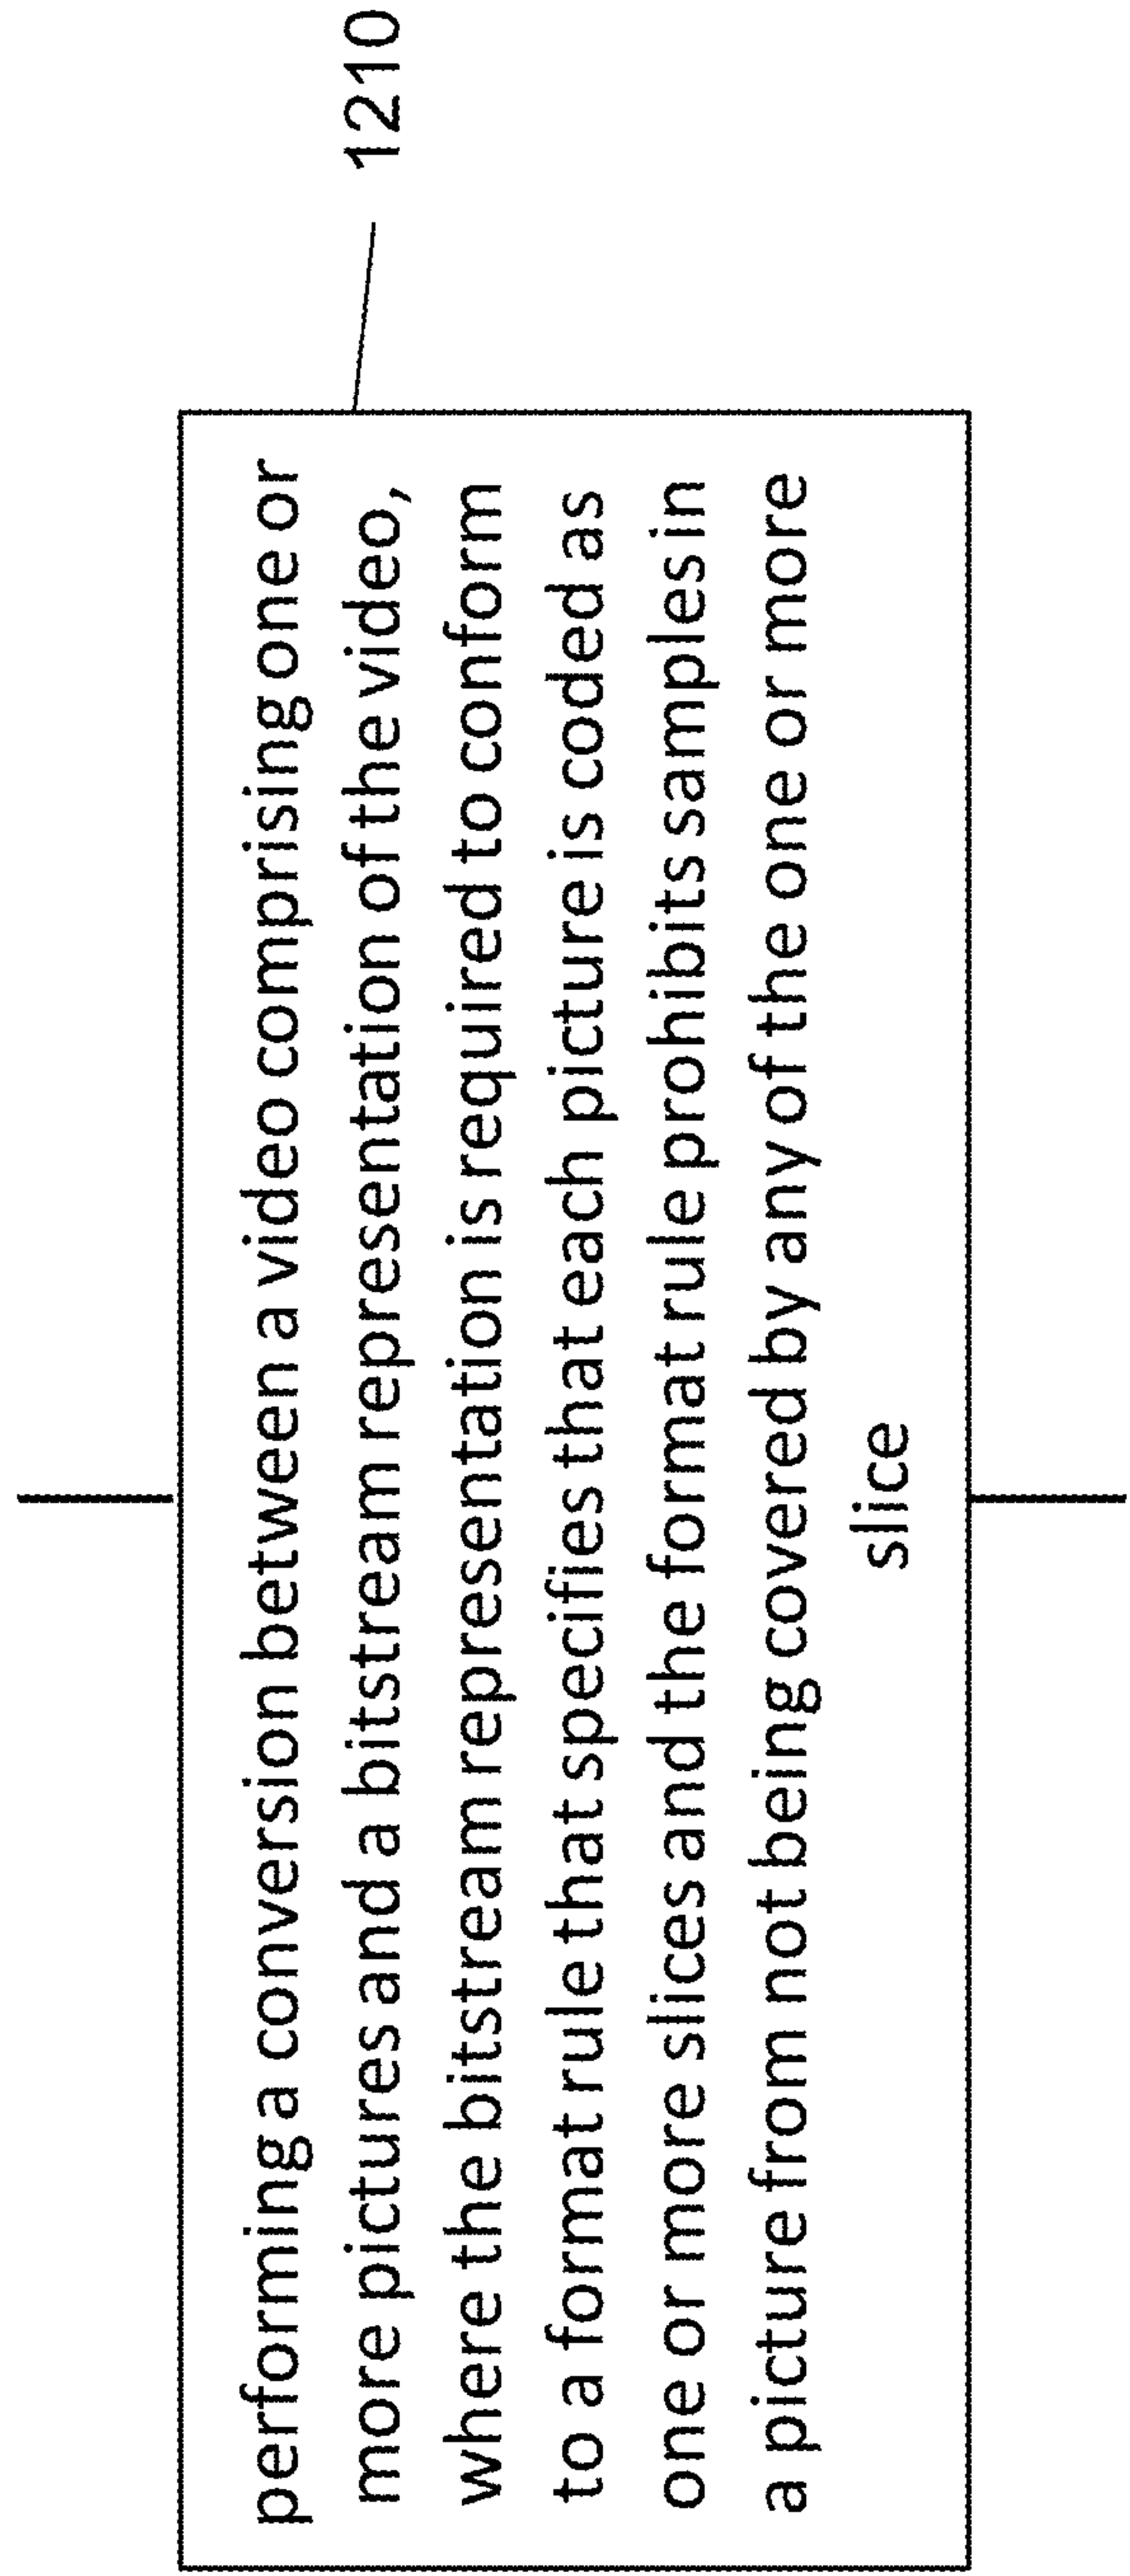 performing a conversion between a video comprising one or
more pictures and a bitstream representation of the video,
where the bitstream representation is required to conform
to a format rule that specifies that each picture is coded as
one or more slices and the format rule prohibits samples in
a picture from not being covered by any of the one or more
slice
1210